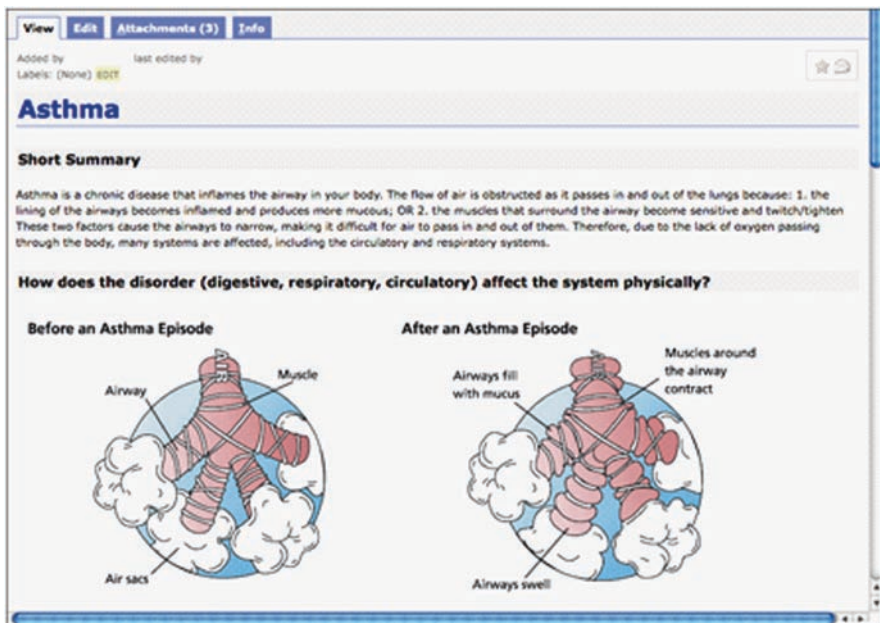 View Edit Attachments (3) Info
Added by last edited by
Labels: (None) EDIT
Asthma
Short Summary
Asthma is a chronic disease that inflames the airway in your body. The flow of air is obstructed as it passes in and out of the lungs because: 1. the
lining of the airways becomes inflamed and produces more mucous; OR 2. the muscles that surround the airway become sensitive and twitch/tighten
These two factors cause the airways to narrow, making it difficult for air to pass in and out of them. Therefore, due to the lack of oxygen passing
through the body, many systems are affected, including the circulatory and respiratory systems.
How does the disorder (digestive, respiratory, circulatory) affect the system physically?
Before an Asthma Episode
AIR
Airway
Muscle
Air sacs
After an Asthma Episode
AIR
Airways fill
with mucus
Muscles around
the airway
contract
Airways swell